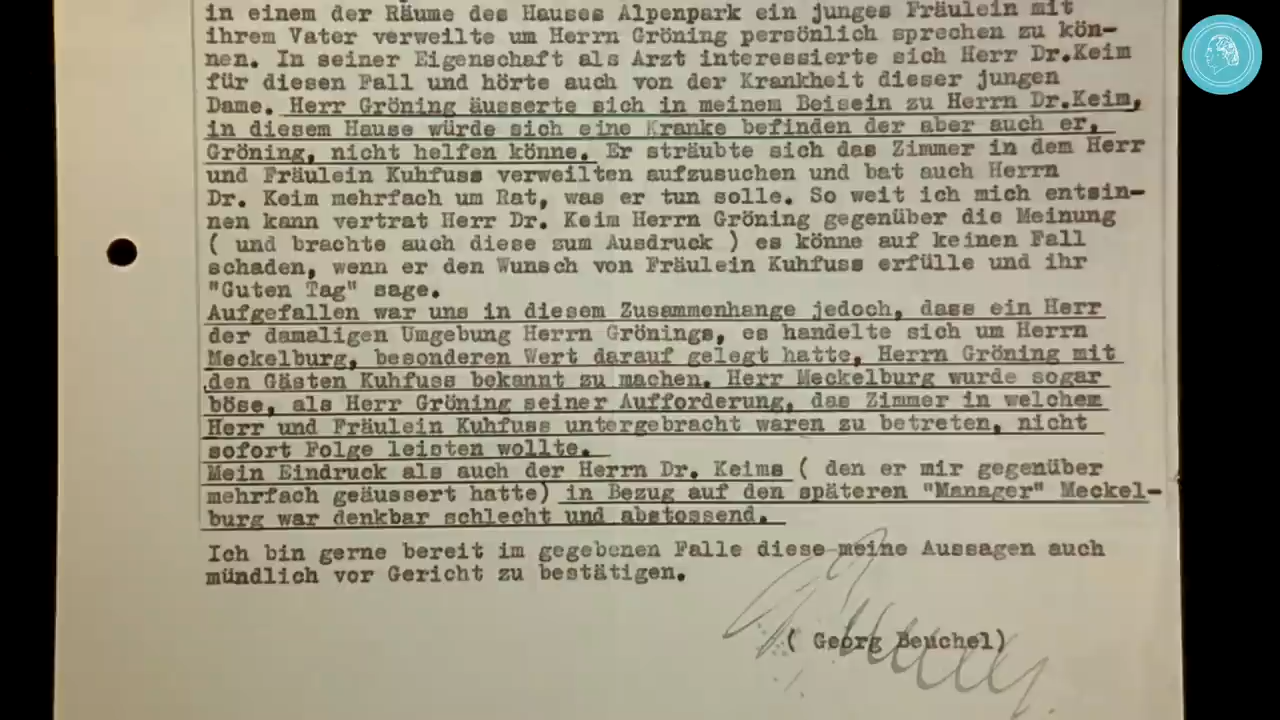 in einem der Räume des Hauses Alpenpark ein junges Fräulein mit
ihrem Vater verweilte um Herrn Gröning persönlich sprechen zu kön-
nen. In seiner Eigenschaft als Arzt interessierte sich Herr Dr.Keim
für diesen Fall und hörte auch von der Krankheit dieser jungen
Dame. Herr Gröning äusserte sich in meinem Beisein zu Herrn Dr.Keim,
in diesem Hause würde sich eine Kranke befinden der aber auch er,
Gröning, nicht helfen könne. Er sträubte sich das Zimmer in dem Herr
und Fräulein Kuhfuss verweilten aufzusuchen und bat auch Herrn
Dr. Keim mehrfach um Rat, was er tun solle. So weit ich mich entsin-
nen kann vertrat Herr Dr. Keim Herrn Gröning gegenüber die Meinung
( und brachte auch diese zum Ausdruck ) es könne auf keinen Fall
schaden, wenn er den Wunsch von Fräulein Kuhfuss erfülle und ihr
"Guten Tag" sage.
Aufgefallen war uns in diesem Zusammenhange jedoch, dass ein Herr
der damaligen Umgebung Herrn Grönings, es handelte sich um Herrn
Meckelburg, besonderen Wert darauf gelegt hatte, Herrn Gröning mit
den Gästen Kuhfuss bekannt zu machen. Herr Meckelburg wurde sogar
böse, als Herr Gröning seiner Aufforderung, das Zimmer in welchem
Herr und Fräulein Kuhfuss untergebracht waren zu betreten, nicht
sofort Folge leisten wollte.
Mein Eindruck als auch der Herrn Dr. Keims ( den er mir gegenüber
mehrfach geäussert hatte) in Bezug auf den späteren "Manager" Meckel-
burg war denkbar schlecht und abstossend.
Ich bin gerne bereit im gegebenen Falle diese meine Aussagen auch
mündlich vor Gericht zu bestätigen.
( Georg Beuchel)